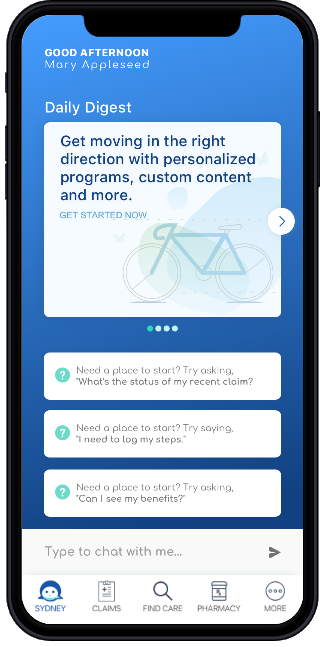 GOOD AFTERNOON
Mary Appleseed
Daily Digest
Get moving in the right
direction with personalized
programs, custom content
and more.
GET STARTED NOW
Need a place to start? Try asking,
"What's the status of my recent claim?
Need a place to start? Try saying,
"I need to log my steps."
Need a place to start? Try asking,
"Can I see my benefits?"
Type to chat with me...
SYDNEY CLAIMS FIND CARE PHARMACY MORE